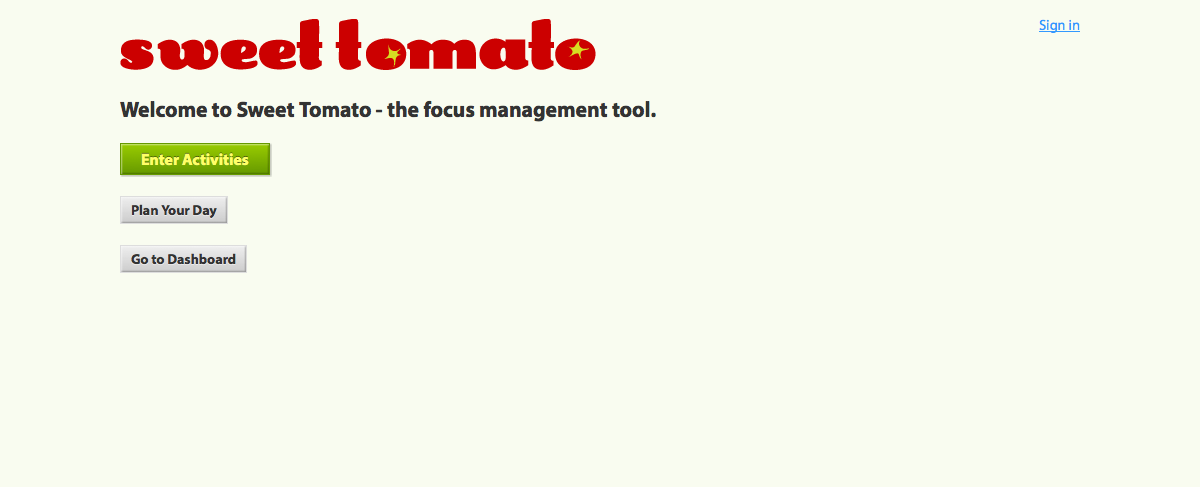 sweet tomato
Sign in
Welcome to Sweet Tomato - the focus management tool.
Enter Activities
Plan Your Day
Go to Dashboard